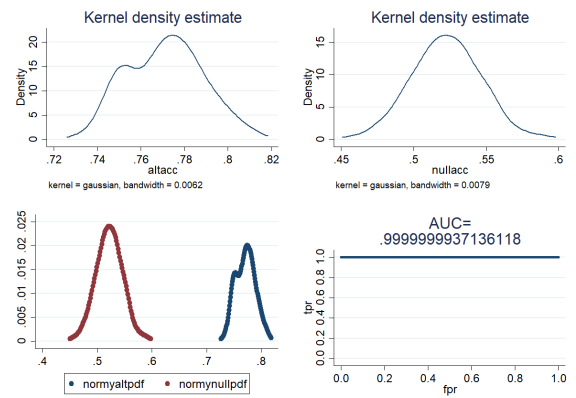 Kernel density estimate
Density
0 5 10 15 20
.72 .74 .76 .78 .8 .82
altacc
kernel = gaussian, bandwidth = 0.0062
Kernel density estimate
Density
0 5 10 15
.45 .5 .55 .6
nullacc
kernel = gaussian, bandwidth = 0.0079
0 .005 .01 .015 .02 .025
.4 .5 .6 .7 .8
normyaltpdf normynullpdf
AUC=
.9999999937136118
tpr
0.0 0.2 0.4 0.6 0.8 1.0
0.0 0.2 0.4 0.6 0.8 1.0
fpr